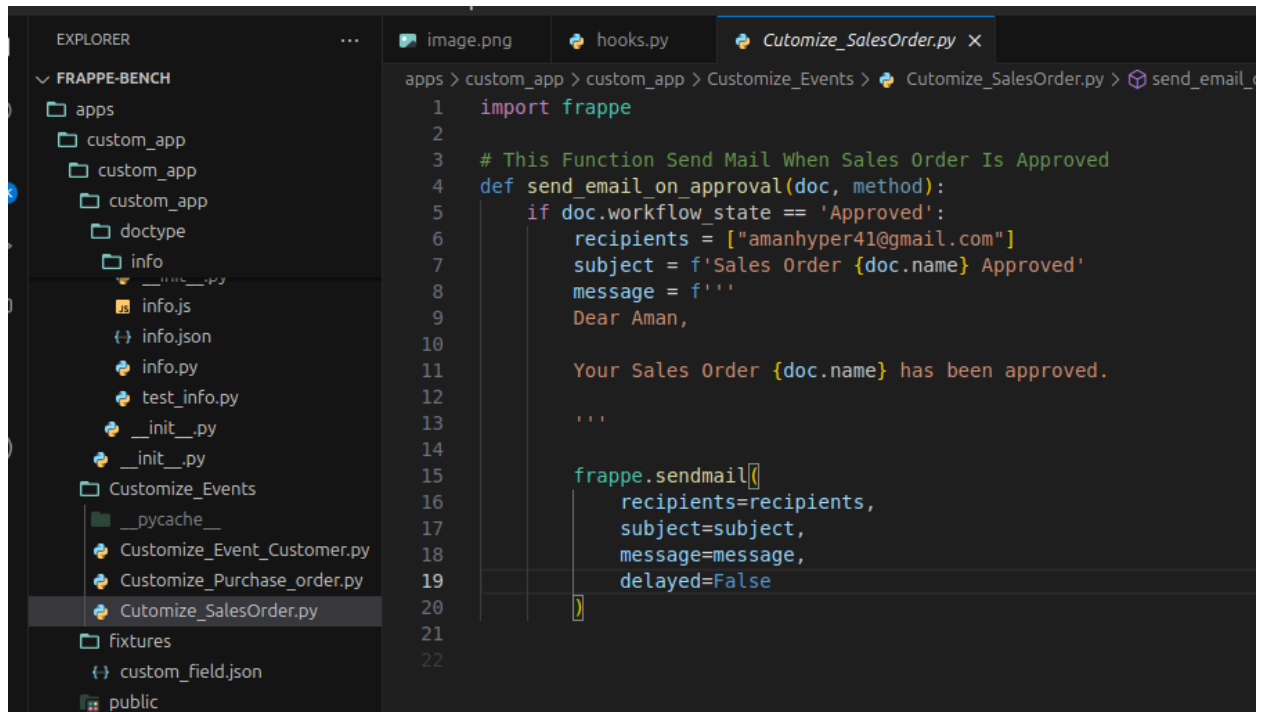 EXPLORER
...
FRAPPE-BENCH
apps
custom_app
custom_app
custom_app
doctype
info
__init__.py
info.js
info.json
info.py
test_info.py
__init__.py
__init__.py
Customize_Events
__pycache__
Customize_Event_Customer.py
Customize_Purchase_order.py
Cutomize_SalesOrder.py
fixtures
custom_field.json
public
image.png
hooks.py
Cutomize_SalesOrder.py
apps > custom_app > custom_app > Customize_Events > Cutomize_SalesOrder.py > send_email_
1 import frappe
2
3 # This Function Send Mail When Sales Order Is Approved
4 def send_email_on_approval(doc, method):
5 if doc.workflow_state == 'Approved':
6 recipients = ["amanhyper41@gmail.com"]
7 subject = f'Sales Order {doc.name} Approved'
8 message = f'''
9 Dear Aman,
10
11 Your Sales Order {doc.name} has been approved.
12
13 '''
14
15 frappe.sendmail(
16 recipients=recipients,
17 subject=subject,
18 message=message,
19 delayed=False
20 )
21
22